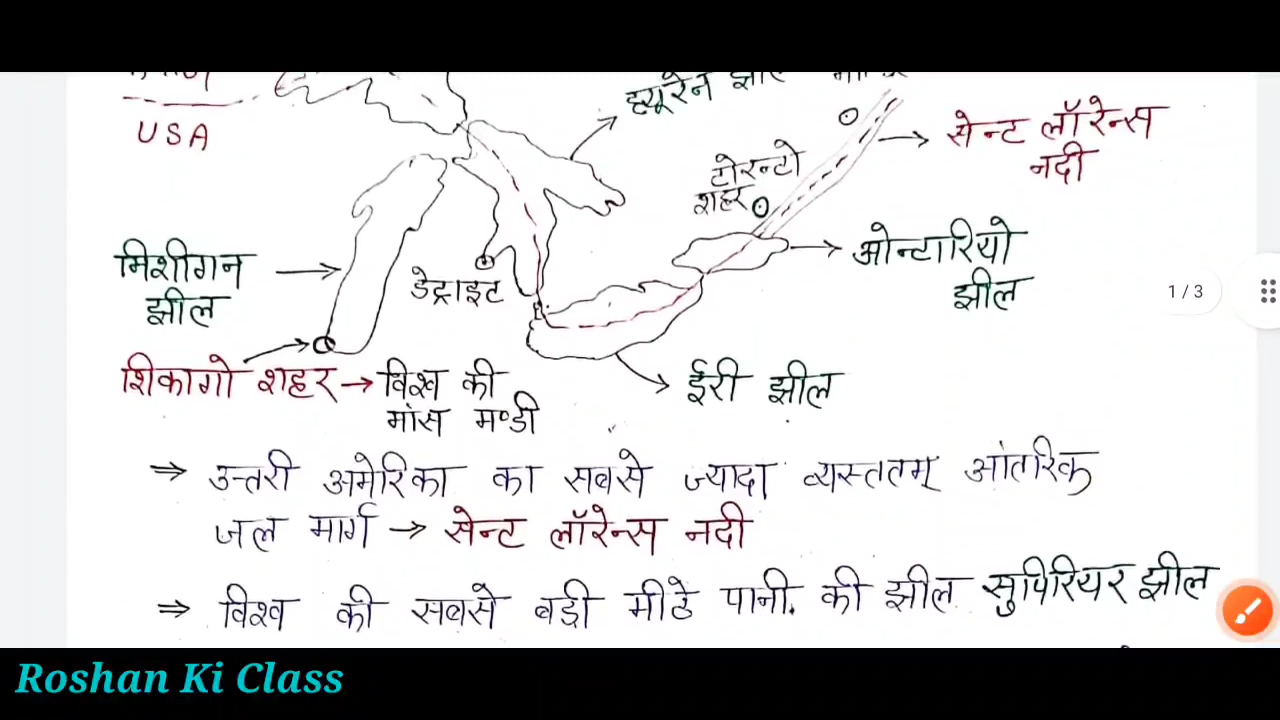 ह्यूरेन झील
USA
सेन्ट लॉरेन्स
नदी
टोरन्टो
शहर
ओन्टारियो
झील
मिशीगन
झील
डेट्राइट
1 / 3
शिकागो शहर → विश्व की
मांस मण्डी
ईरी झील
⇒ उत्तरी अमेरिका का सबसे ज्यादा व्यस्ततम् आंतरिक
जल मार्ग → सेन्ट लॉरेन्स नदी
⇒ विश्व की सबसे बड़ी मीठे पानी. की झील सुपिरियर झील
Roshan Ki Class